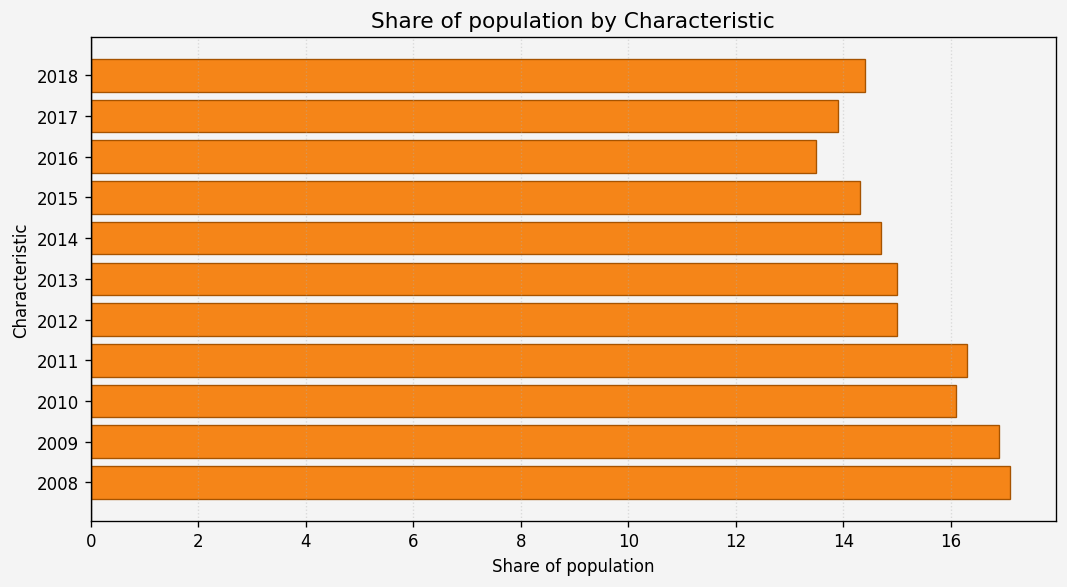 Share of population by Characteristic
Characteristic
2018
2017
2016
2015
2014
2013
2012
2011
2010
2009
2008
0 2 4 6 8 10 12 14 16
Share of population